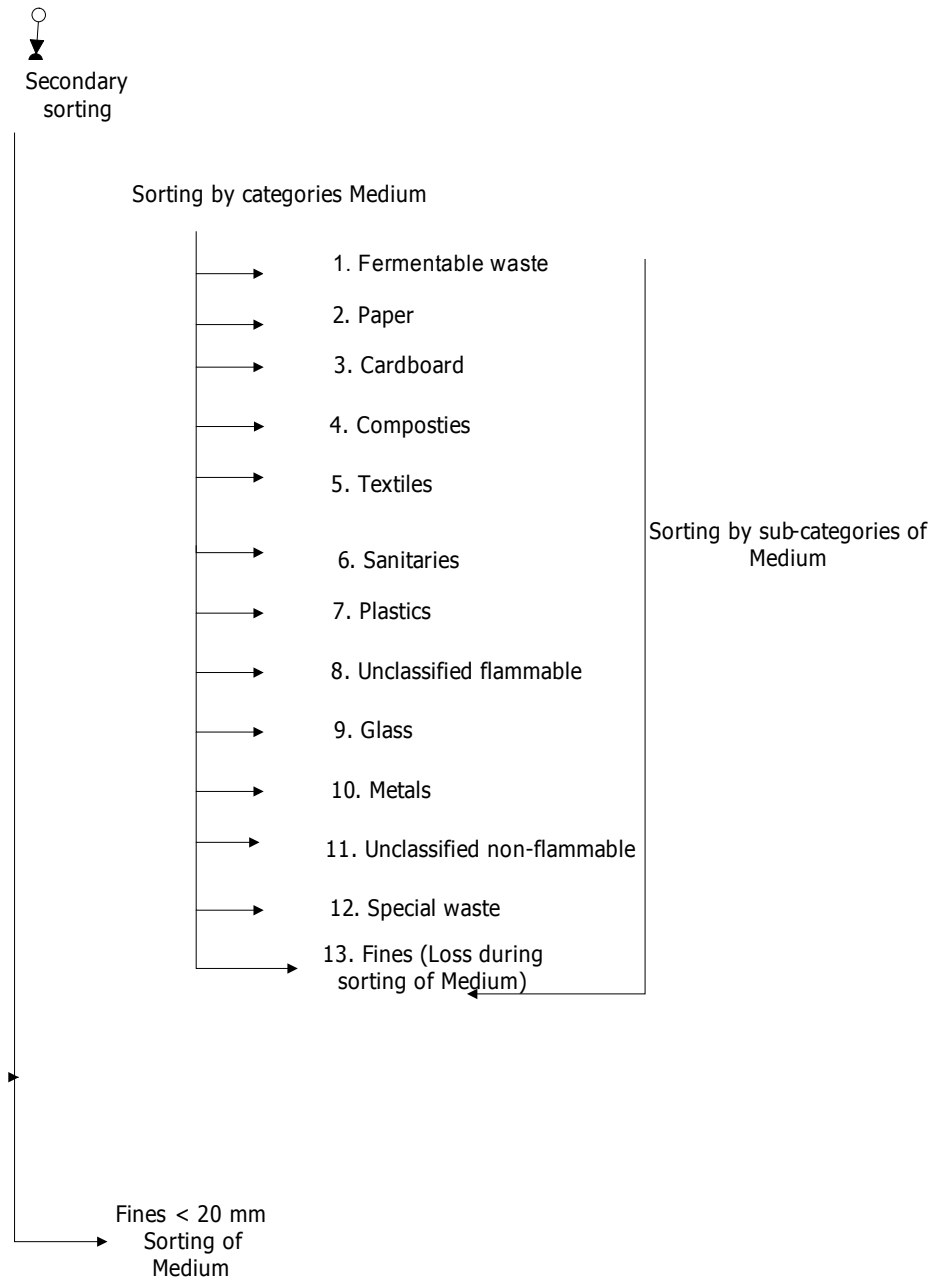 Secondary
sorting
Sorting by categories Medium
1. Fermentable waste
2. Paper
3. Cardboard
4. Composties
5. Textiles
Sorting by sub-categories of
Medium
6. Sanitaries
7. Plastics
8. Unclassified flammable
9. Glass
10. Metals
11. Unclassified non-flammable
12. Special waste
13. Fines (Loss during
sorting of Medium)
Fines < 20 mm
Sorting of
Medium